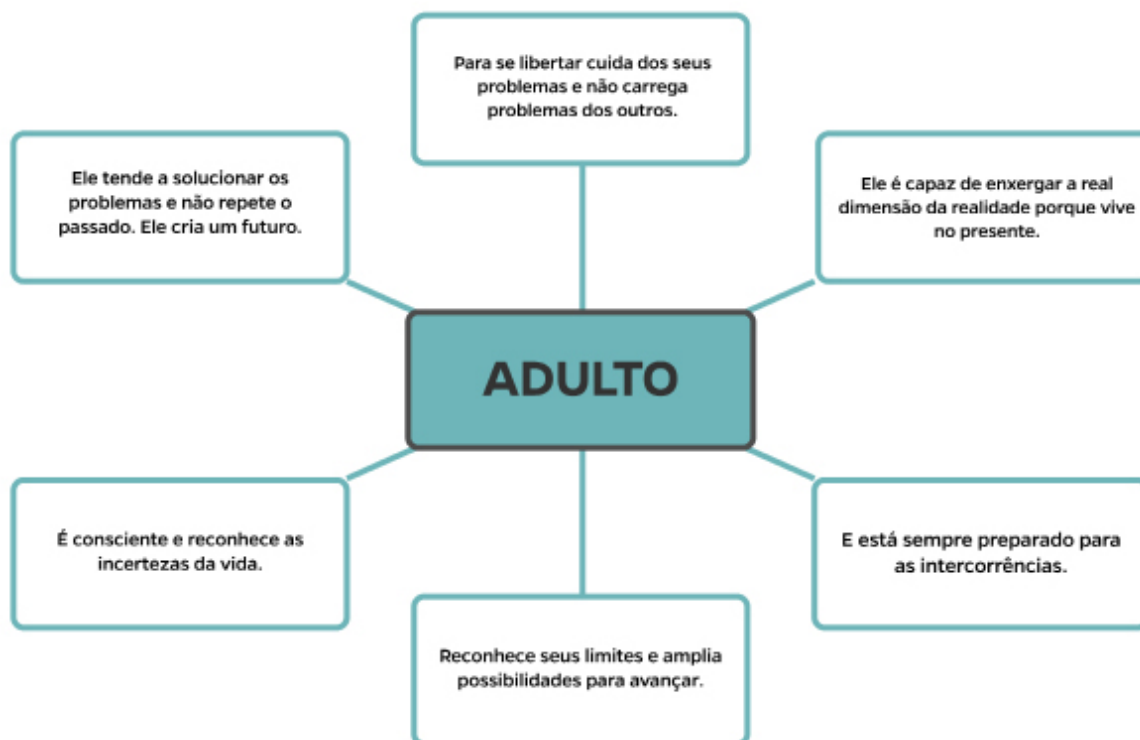 Para se libertar cuida dos seus
problemas e não carrega
problemas dos outros.
Ele tende a solucionar os
problemas e não repete o
passado. Ele cria um futuro.
Ele é capaz de enxergar a real
dimensão da realidade porque vive
no presente.
ADULTO
É consciente e reconhece as
incertezas da vida.
E está sempre preparado para
as intercorrências.
Reconhece seus limites e amplia
possibilidades para avançar.